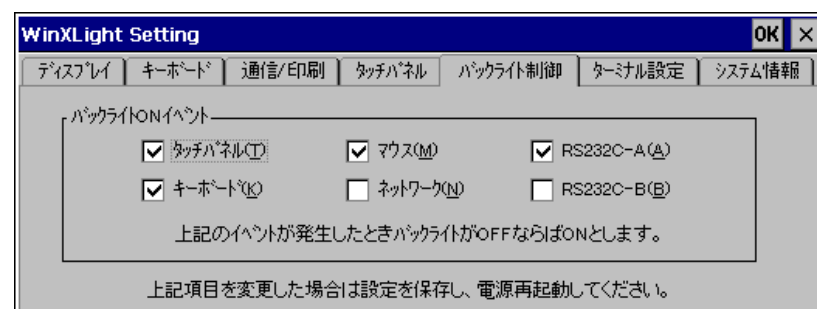 WinXLight Setting OK ×
ﾃﾞｨｽﾌﾟﾚｲ ｷｰﾎﾞｰﾄﾞ 通信/印刷 ﾀｯﾁﾊﾟﾈﾙ ﾊﾞｯｸﾗｲﾄ制御 ﾀｰﾐﾅﾙ設定 ｼｽﾃﾑ情報
ﾊﾞｯｸﾗｲﾄONｲﾍﾞﾝﾄ
ﾀｯﾁﾊﾟﾈﾙ(T) ﾏｳｽ(M) RS232C-A(A)
ｷｰﾎﾞｰﾄﾞ(K) ﾈｯﾄﾜｰｸ(N) RS232C-B(B)
上記のｲﾍﾞﾝﾄが発生したときﾊﾞｯｸﾗｲﾄがOFFならばONとします。
上記項目を変更した場合は設定を保存し、電源再起動してください。